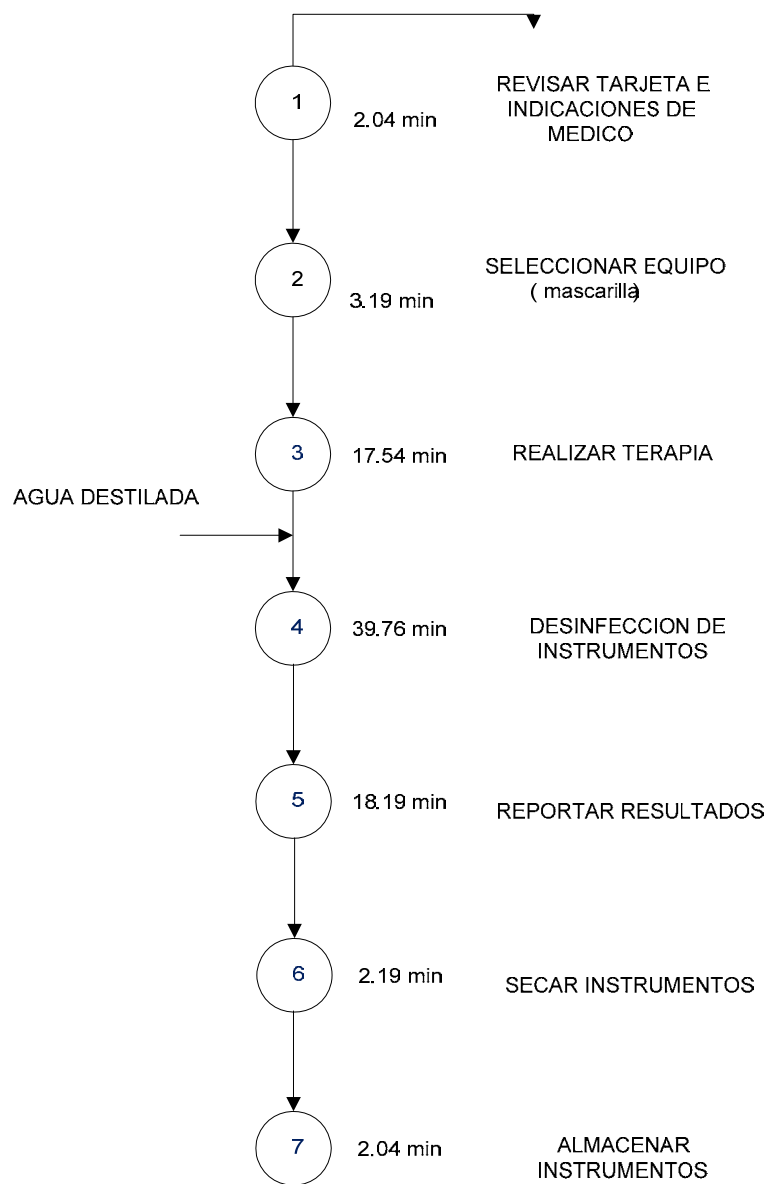 1
2.04 min
REVISAR TARJETA E
INDICACIONES DE
MEDICO
2
3.19 min
SELECCIONAR EQUIPO
( mascarilla)
3
17.54 min
REALIZAR TERAPIA
AGUA DESTILADA
4
39.76 min
DESINFECCION DE
INSTRUMENTOS
5
18.19 min
REPORTAR RESULTADOS
6
2.19 min
SECAR INSTRUMENTOS
7
2.04 min
ALMACENAR
INSTRUMENTOS